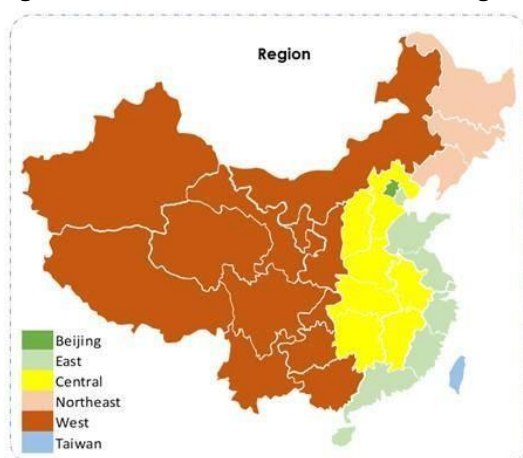 Region
Beijing
East
Central
Northeast
West
Taiwan